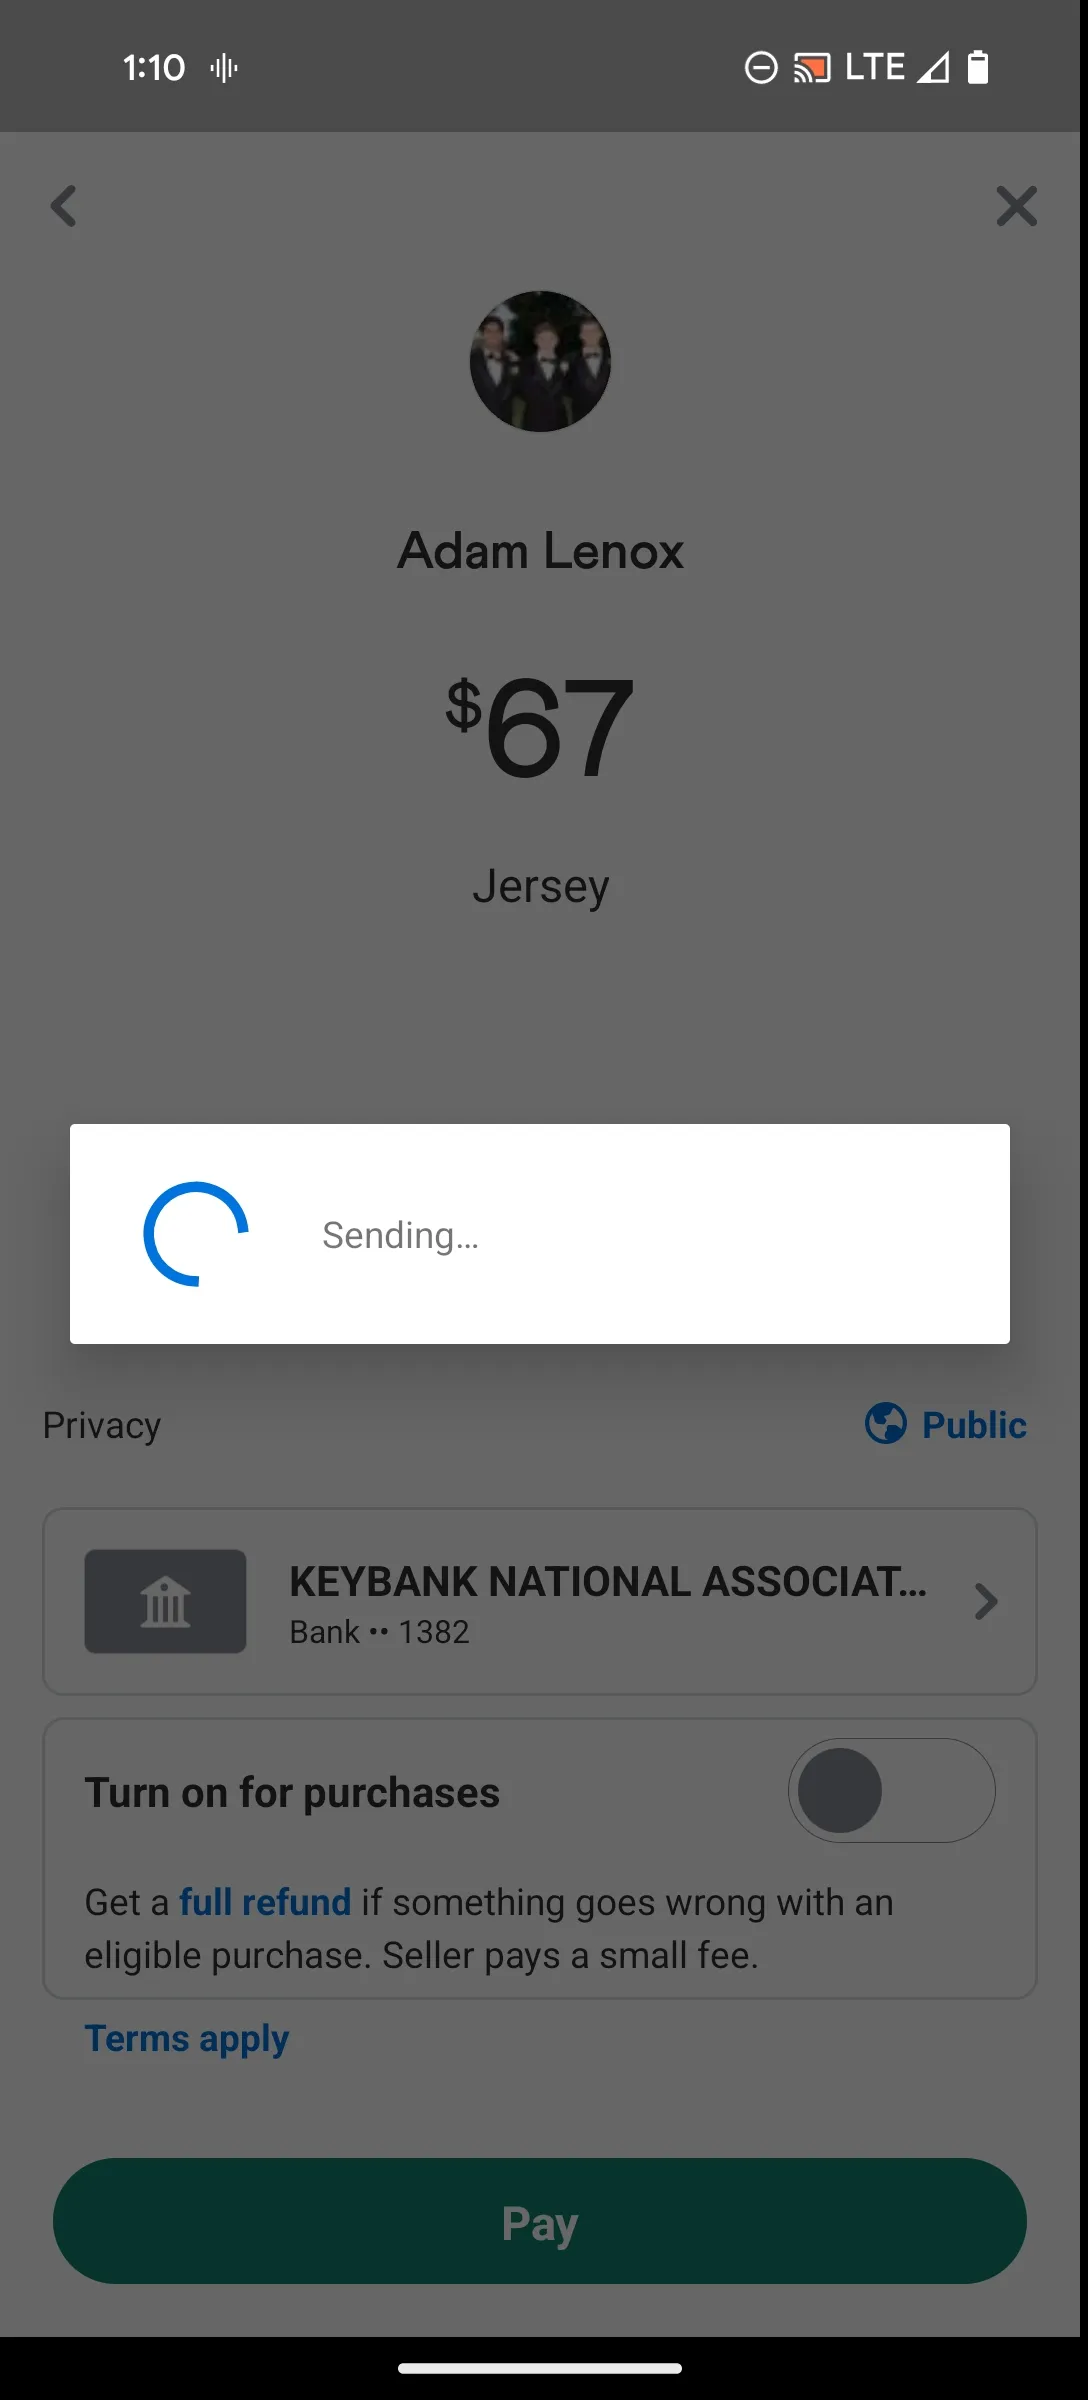 1:10 LTE
Adam Lenox
$67
Jersey
Sending...
Privacy Public
KEYBANK NATIONAL ASSOCIAT...
Bank •• 1382
Turn on for purchases
Get a full refund if something goes wrong with an
eligible purchase. Seller pays a small fee.
Terms apply
Pay